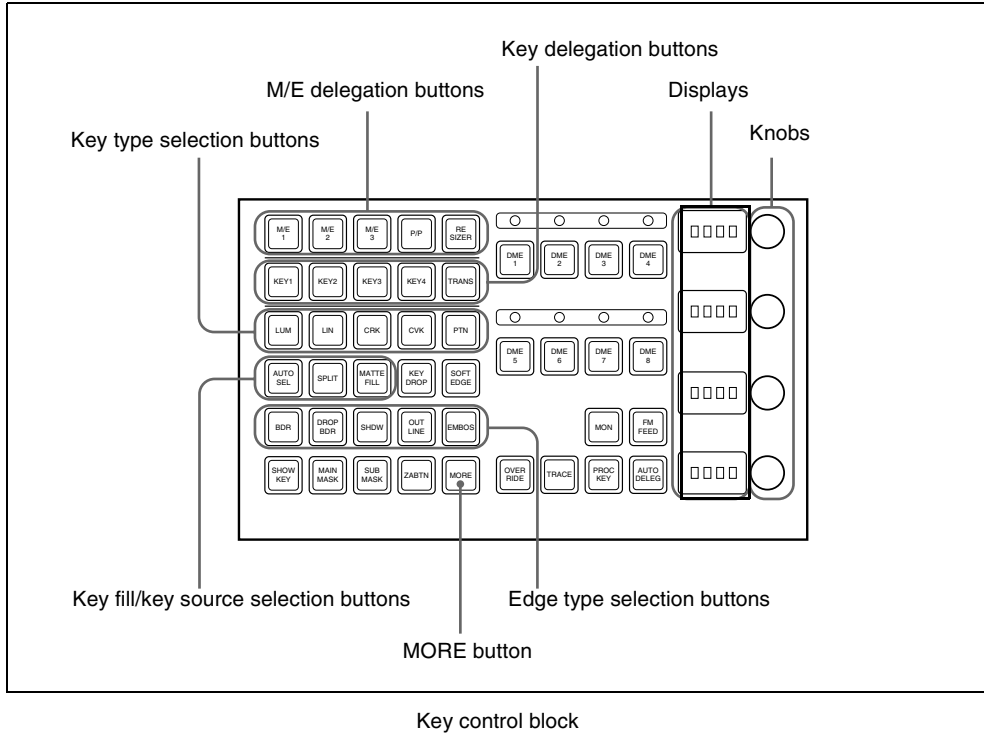 Key delegation buttons
M/E delegation buttons
Displays
Key type selection buttons
Knobs
M/E 1 M/E 2 M/E 3 P/P RE SIZER
DME 1 DME 2 DME 3 DME 4
KEY1 KEY2 KEY3 KEY4 TRANS
LUM LIN CRK CVK PTN
DME 5 DME 6 DME 7 DME 8
AUTO SEL SPLIT MATTE FILL KEY DROP SOFT EDGE
BDR DROP BDR SHDW OUT LINE EMBOS MON FM FEED
SHOW KEY MAIN MASK SUB MASK ZABTN MORE OVER RIDE TRACE PROC KEY AUTO DELEG
Key fill/key source selection buttons
Edge type selection buttons
MORE button
Key control block